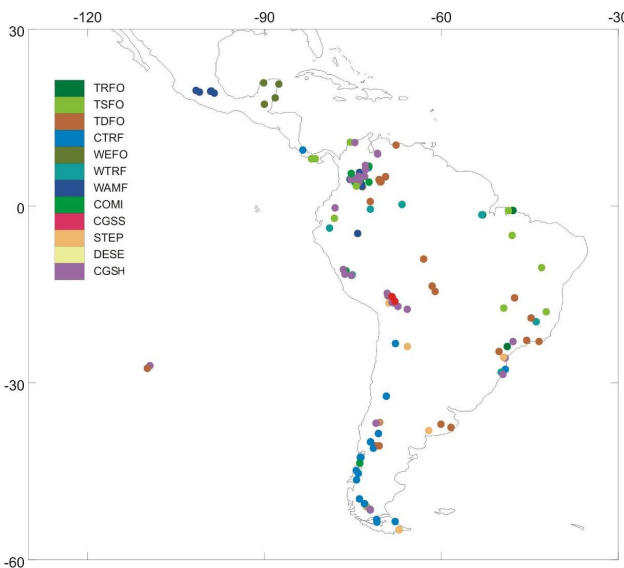 -120 -90 -60 -30
30
TRFO
TSFO
TDFO
CTRF
WEFO
WTRF
WAMF
COMI
CGSS
STEP
DESE
CGSH
0
-30
-60